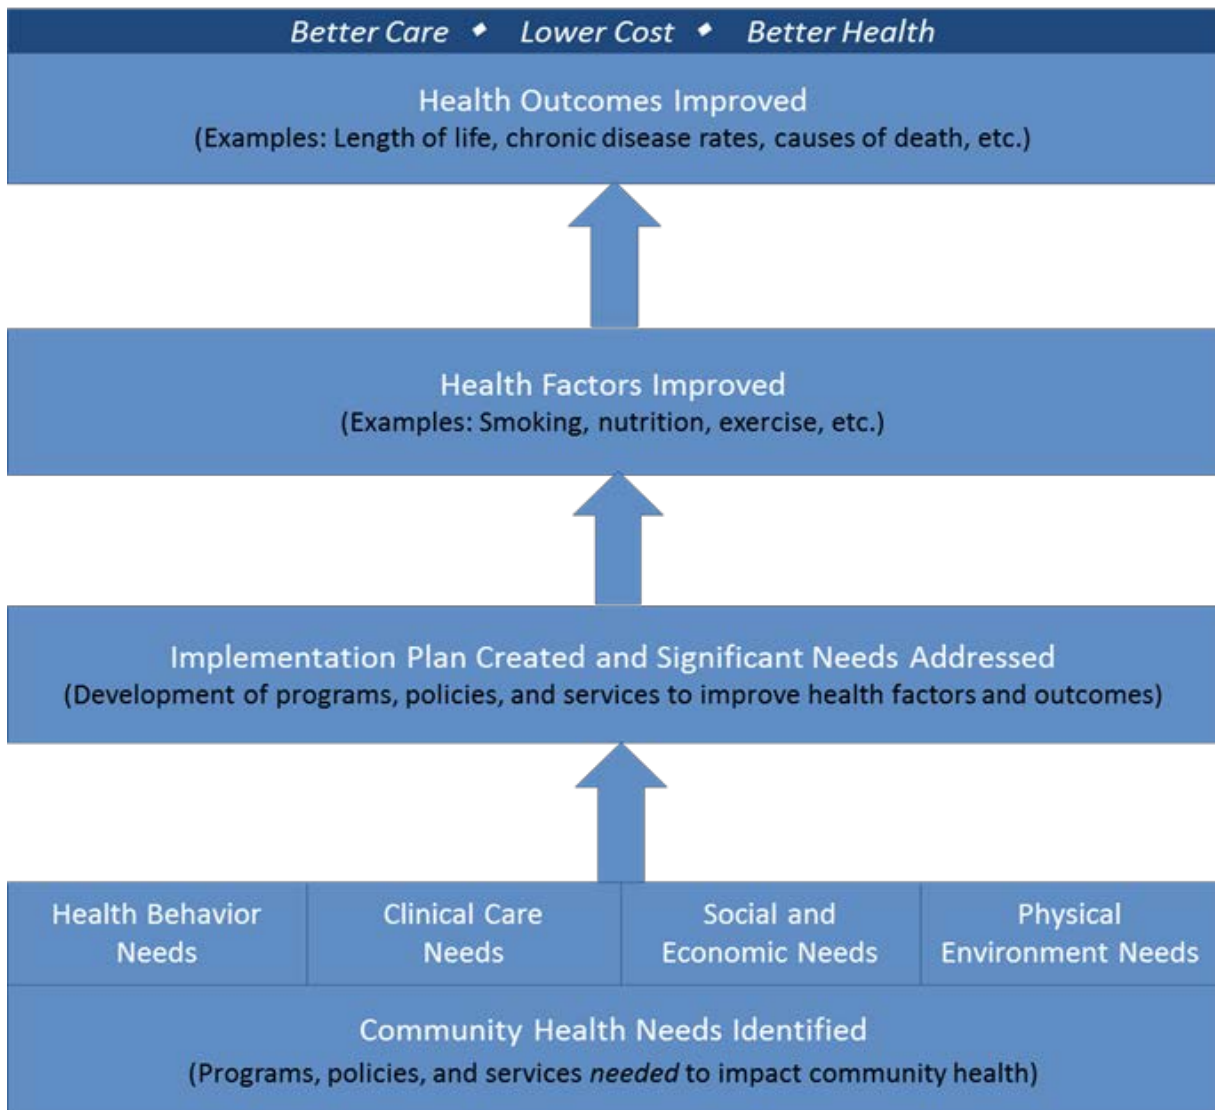 Better Care ◆ Lower Cost ◆ Better Health
Health Outcomes Improved
(Examples: Length of life, chronic disease rates, causes of death, etc.)
Health Factors Improved
(Examples: Smoking, nutrition, exercise, etc.)
Implementation Plan Created and Significant Needs Addressed
(Development of programs, policies, and services to improve health factors and outcomes)
Health Behavior
Needs
Clinical Care
Needs
Social and
Economic Needs
Physical
Environment Needs
Community Health Needs Identified
(Programs, policies, and services needed to impact community health)